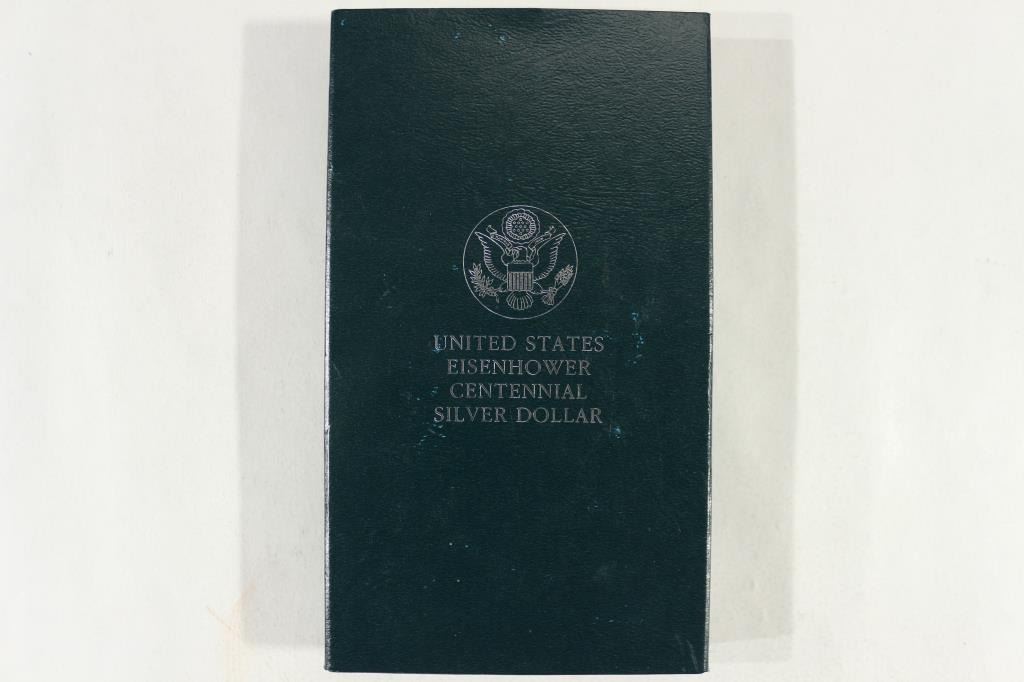 UNITED STATES
EISENHOWER
CENTENNIAL
SILVER DOLLAR